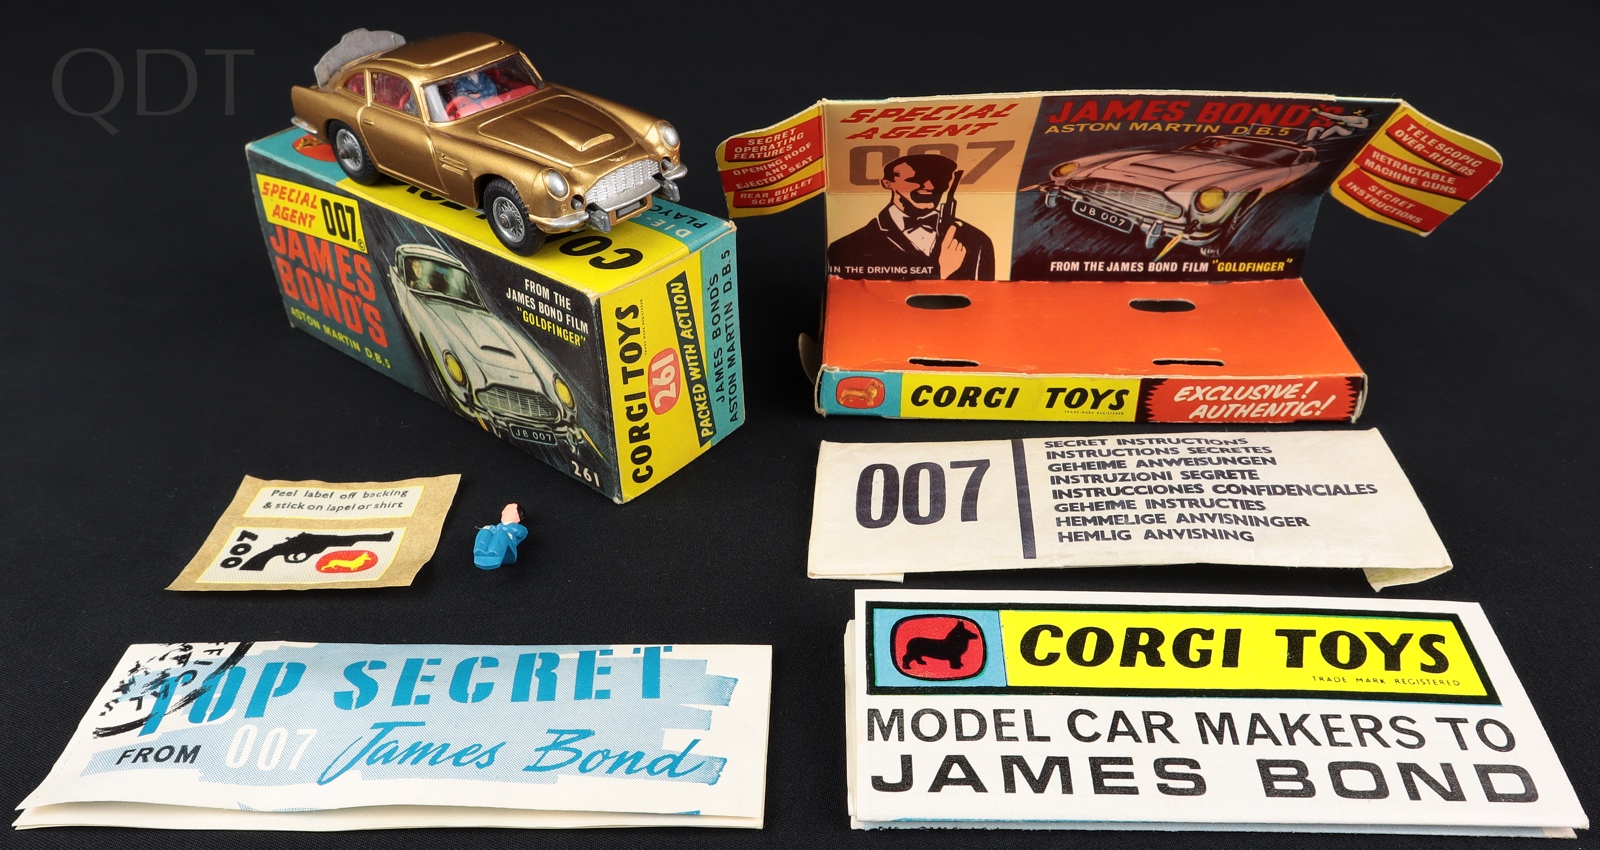 QDT
SPECIAL
AGENT 007
JAMES
BOND'S
ASTON MARTIN D.B.5
FROM THE
JAMES BOND FILM
"GOLDFINGER"
JB 007
261
CORGI TOYS
261
PACKED WITH ACTION
JAMES BOND'S
ASTON MARTIN D.B.5
SECRET
OPERATING
FEATURES
OPENING ROOF
AND
EJECTOR SEAT
REAR BULLET
SCREEN
SPECIAL
AGENT
007
IN THE DRIVING SEAT
JAMES BOND'S
ASTON MARTIN D.B.5
JB 007
FROM THE JAMES BOND FILM "GOLDFINGER"
TELESCOPIC
OVER-RIDERS
RETRACTABLE
MACHINE GUNS
SECRET
INSTRUCTIONS
CORGI TOYS
TRADE MARK REGISTERED
EXCLUSIVE!
AUTHENTIC!
Peel label off backing
& stick on lapel or shirt
007
007
SECRET INSTRUCTIONS
INSTRUCTIONS SECRETES
GEHEIME ANWEISUNGEN
INSTRUZIONI SEGRETE
INSTRUCCIONES CONFIDENCIALES
GEHEIME INSTRUCTIES
HEMMELIGE ANVISNINGER
HEMLIG ANVISNING
TOP SECRET
FROM 007 James Bond
CORGI TOYS
TRADE MARK REGISTERED
MODEL CAR MAKERS TO
JAMES BOND